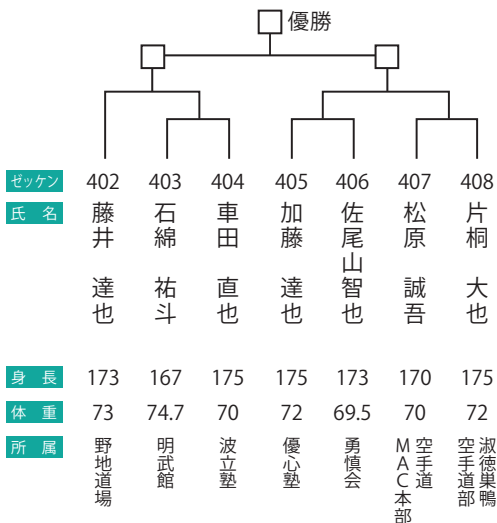 優勝
ゼッケン 402 403 404 405 406 407 408
氏名 藤井達也 石綿祐斗 車田直也 加藤達也 佐尾山智也 松原誠吾 片桐大也
身長 173 167 175 175 173 170 175
体重 73 74.7 70 72 69.5 70 72
所属 野地道場 明武館 波立塾 優心塾 勇慎会 空手道MAC本部 淑徳巣鴨空手道部